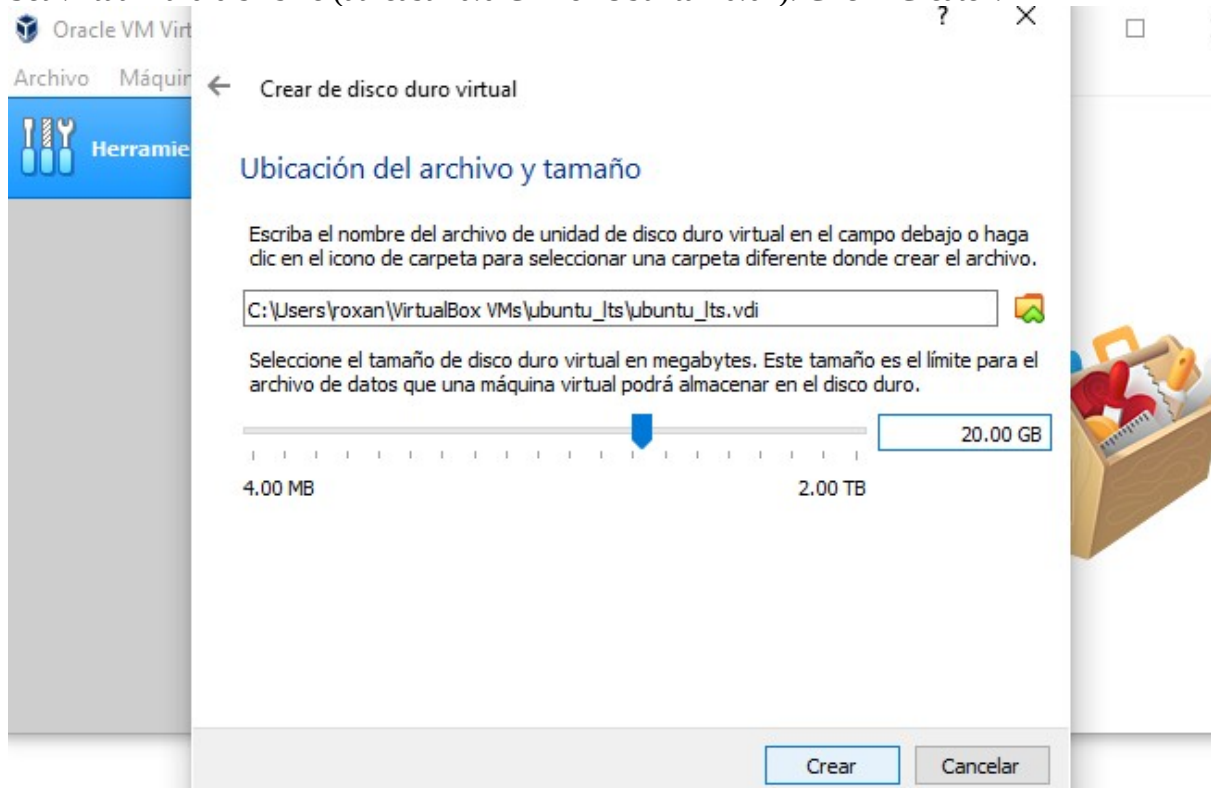 Oracle VM Virt
?
Archivo Máquin
Crear de disco duro virtual
Herramie
Ubicación del archivo y tamaño
Escriba el nombre del archivo de unidad de disco duro virtual en el campo debajo o haga
clic en el icono de carpeta para seleccionar una carpeta diferente donde crear el archivo.
C:\Users\roxan\VirtualBox VMs\ubuntu_lts\ubuntu_lts.vdi
Seleccione el tamaño de disco duro virtual en megabytes. Este tamaño es el límite para el
archivo de datos que una máquina virtual podrá almacenar en el disco duro.
20.00 GB
4.00 MB 2.00 TB
Crear Cancelar